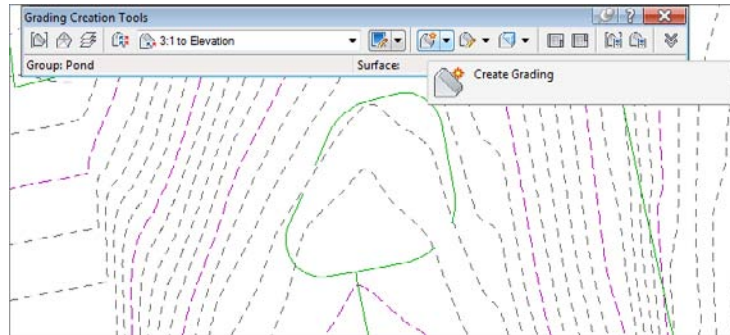 Grading Creation Tools
3:1 to Elevation
Group: Pond
Surface:
Create Grading